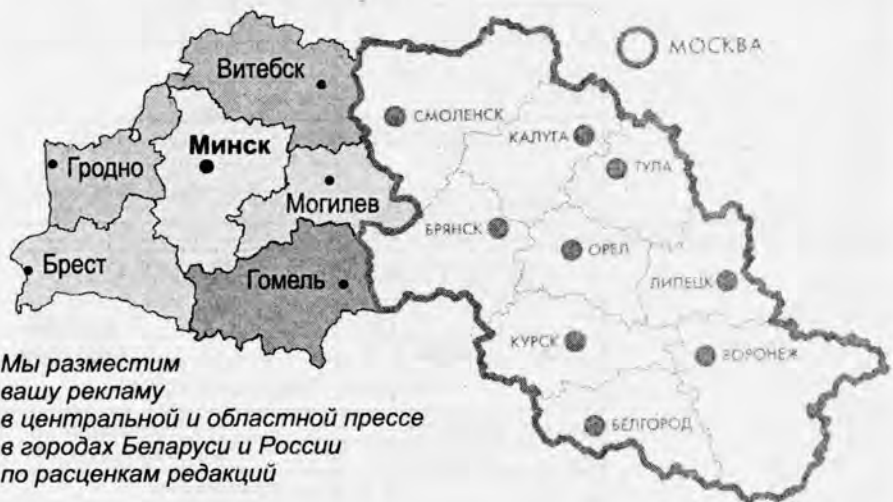 МОСКВА
Витебск
СМОЛЕНСК
КАЛУГА
Минск
Гродно
ТУЛА
Могилев
БРЯНСК
ОРЕЛ
Брест
Гомель
ЛИПЕЦК
КУРСК
ВОРОНЕЖ
БЕЛГОРОД
Мы разместим
вашу рекламу
в центральной и областной прессе
в городах Беларуси и России
по расценкам редакций